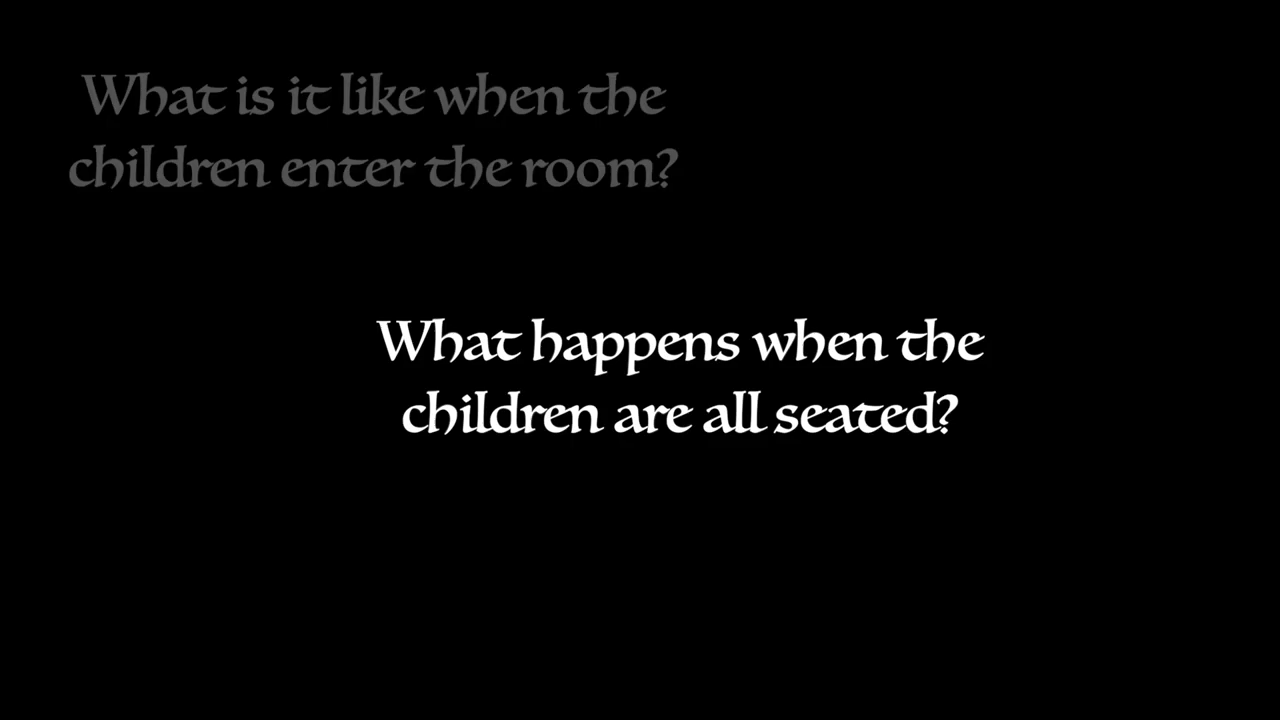 What is it like when the
children enter the room?
What happens when the
children are all seated?